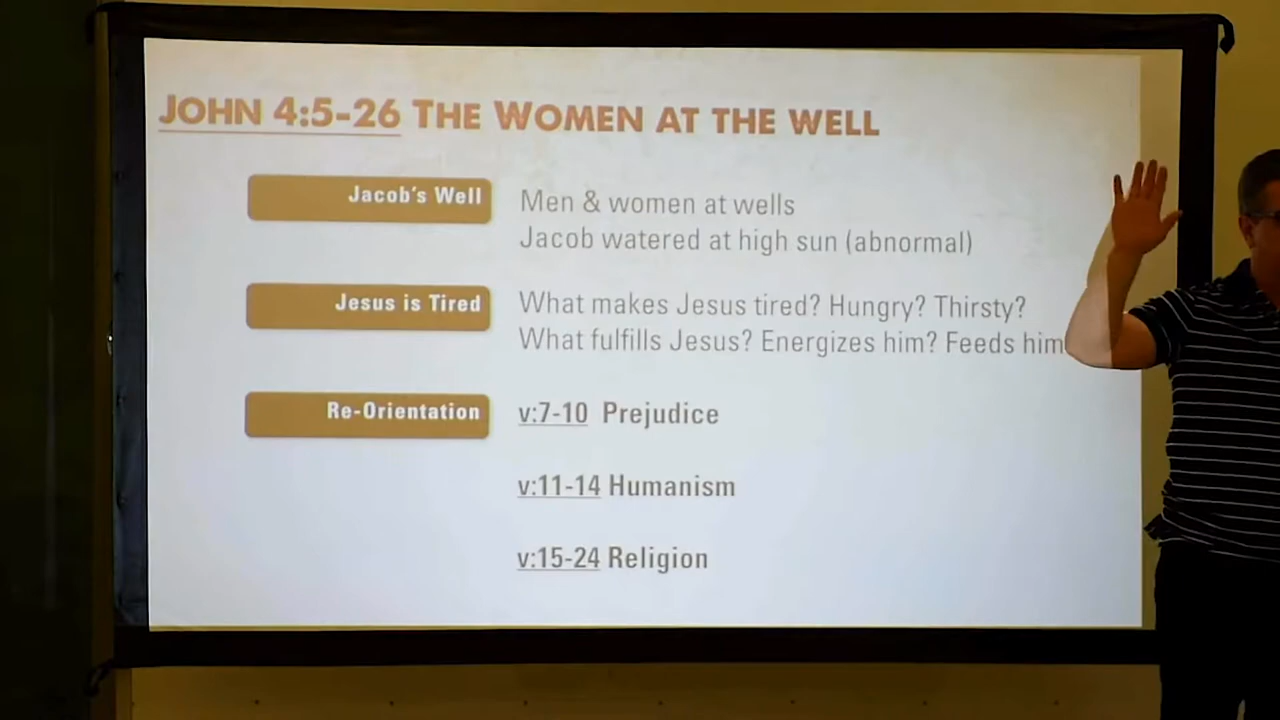 JOHN 4:5-26 THE WOMEN AT THE WELL
Jacob's Well
Men & women at wells
Jacob watered at high sun (abnormal)
Jesus is Tired
What makes Jesus tired? Hungry? Thirsty?
What fulfills Jesus? Energizes him? Feeds him
Re-Orientation
v:7-10 Prejudice
v:11-14 Humanism
v:15-24 Religion